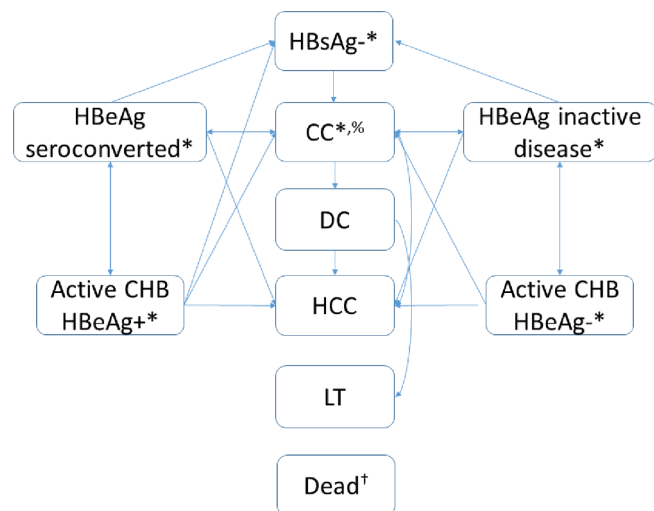 HBsAg-*
HBeAg
seroconverted*
CC*,%
HBeAg inactive
disease*
DC
Active CHB
HBeAg+*
HCC
Active CHB
HBeAg-*
LT
Dead†